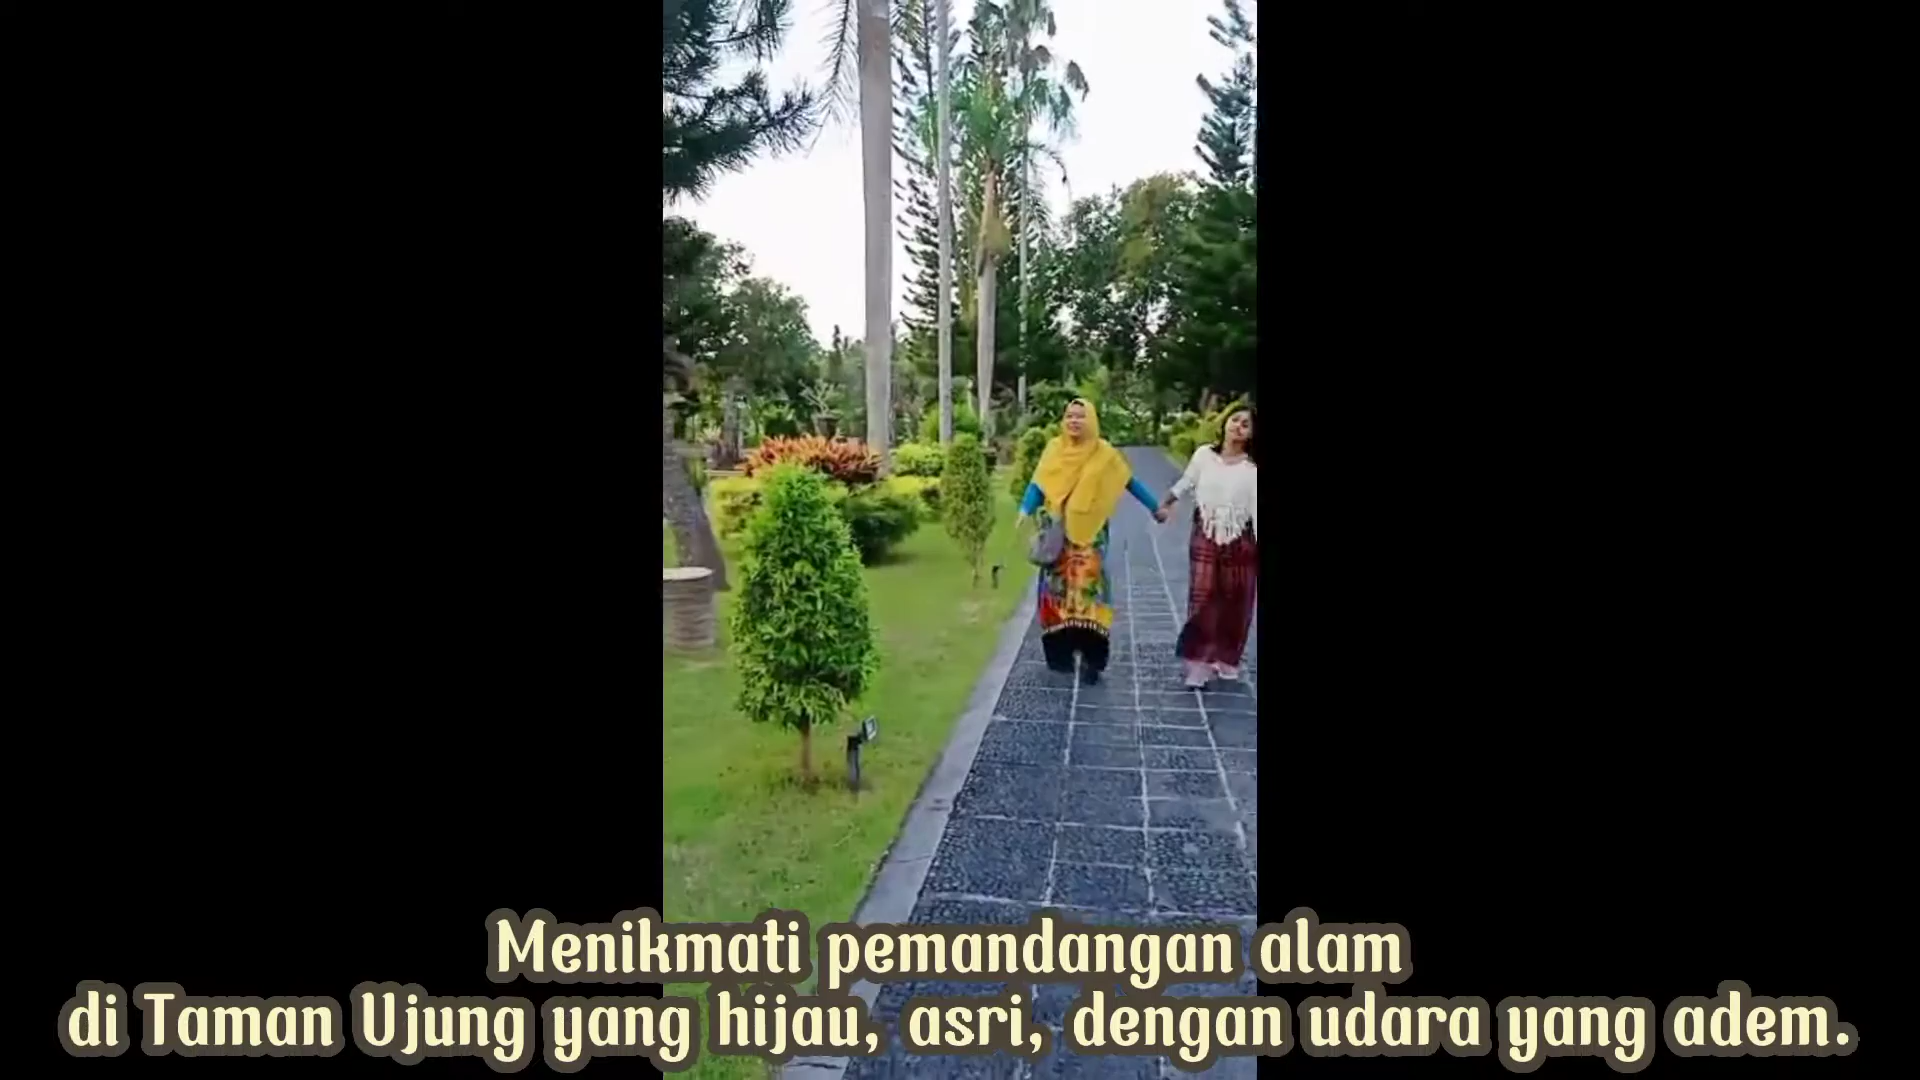 Menikmati pemandangan alam
di Taman Ujung yang hijau, asri, dengan udara yang adem.